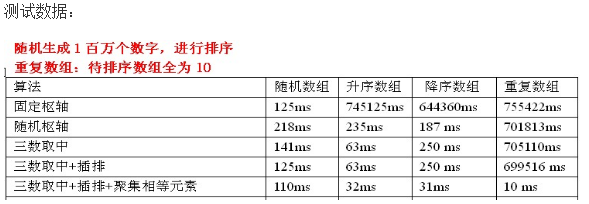 测试数据：
随机生成1百万个数字，进行排序
重复数组：待排序数组全为10
算法 随机数组 升序数组 降序数组 重复数组
固定枢轴 125ms 745125ms 644360ms 755422ms
随机枢轴 218ms 235ms 187 ms 701813ms
三数取中 141ms 63ms 250 ms 705110ms
三数取中+插排 125ms 63ms 250 ms 699516 ms
三数取中+插排+聚集相等元素 110ms 32ms 31ms 10 ms